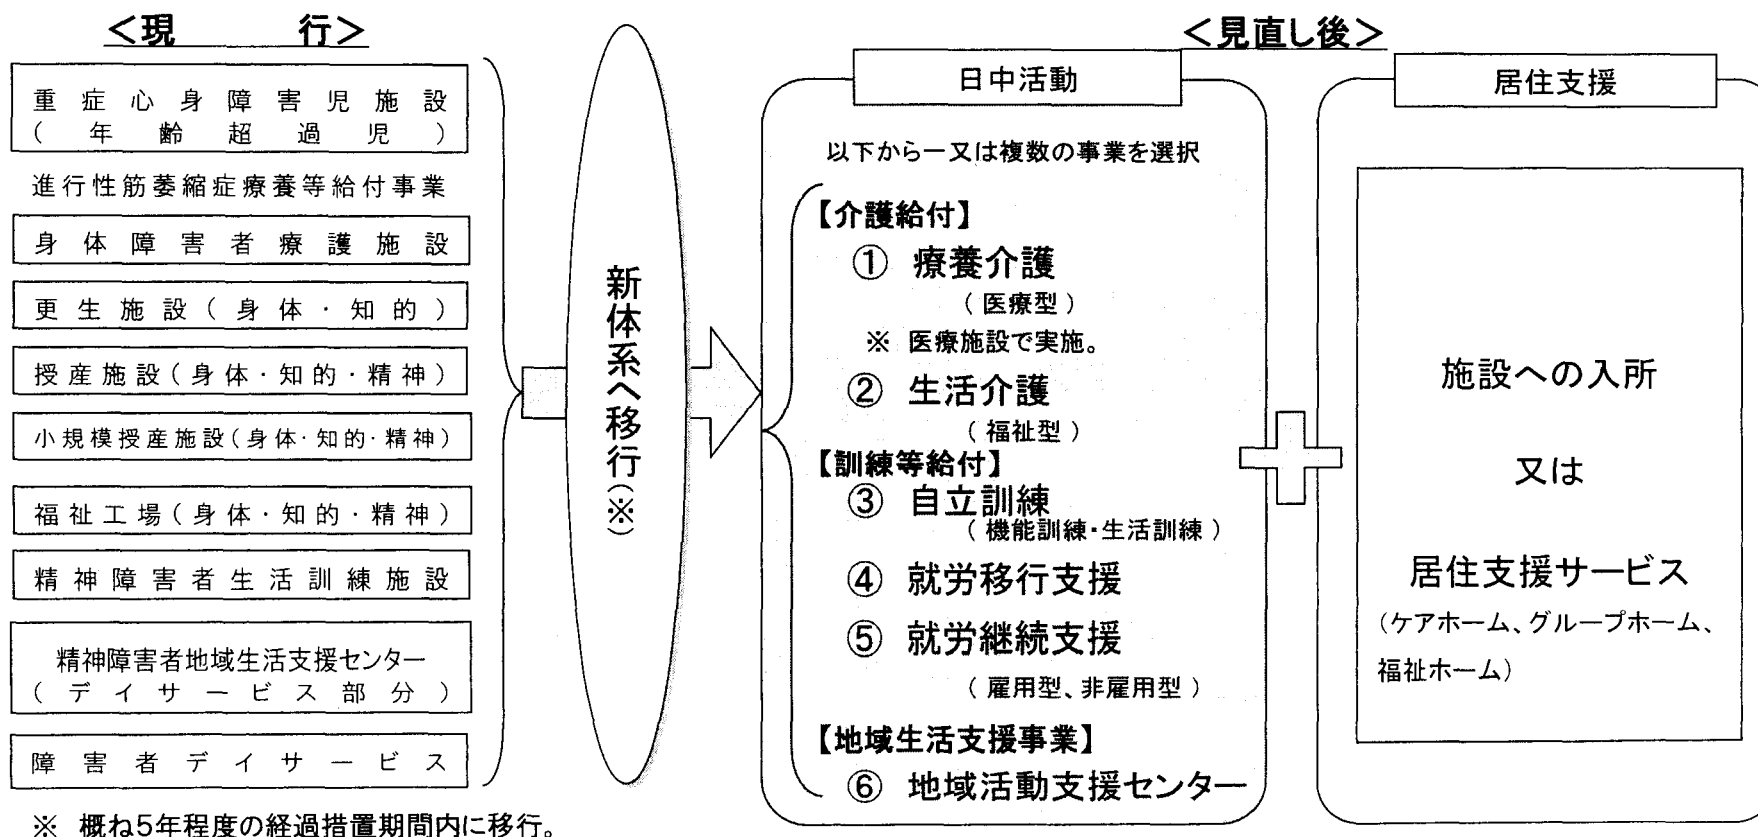 ＜現　行＞
重症心身障害児施設
（年齢超過児）
進行性筋萎縮症療養等給付事業
身体障害者療護施設
更生施設（身体・知的）
授産施設（身体・知的・精神）
小規模授産施設（身体・知的・精神）
福祉工場（身体・知的・精神）
精神障害者生活訓練施設
精神障害者地域生活支援センター
（デイサービス部分）
障害者デイサービス
※ 概ね5年程度の経過措置期間内に移行。
新体系へ移行（※）
＜見直し後＞
日中活動
以下から一又は複数の事業を選択
【介護給付】
① 療養介護
（医療型）
※ 医療施設で実施。
② 生活介護
（福祉型）
【訓練等給付】
③ 自立訓練
（機能訓練・生活訓練）
④ 就労移行支援
⑤ 就労継続支援
（雇用型、非雇用型）
【地域生活支援事業】
⑥ 地域活動支援センター
居住支援
施設への入所
又は
居住支援サービス
（ケアホーム、グループホーム、
福祉ホーム）